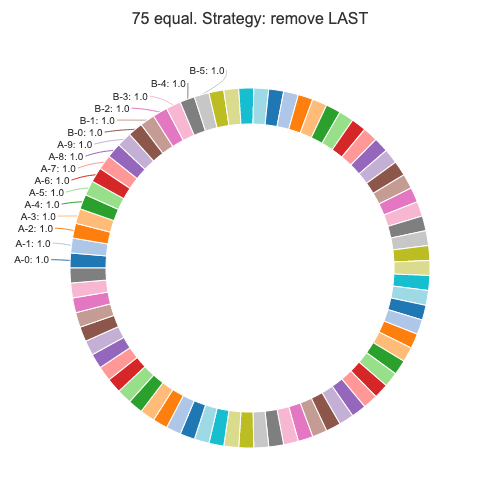 75 equal. Strategy: remove LAST
B-5: 1.0
B-4: 1.0
B-3: 1.0
B-2: 1.0
B-1: 1.0
B-0: 1.0
A-9: 1.0
A-8: 1.0
A-7: 1.0
A-6: 1.0
A-5: 1.0
A-4: 1.0
A-3: 1.0
A-2: 1.0
A-1: 1.0
A-0: 1.0